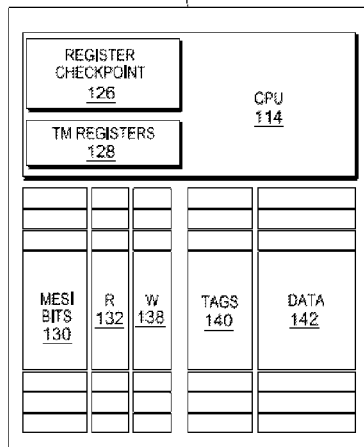 REGISTER
CHECKPOINT
126
CPU
114
TM REGISTERS
128
MESI
BITS
130
R
132
W
138
TAGS
140
DATA
142